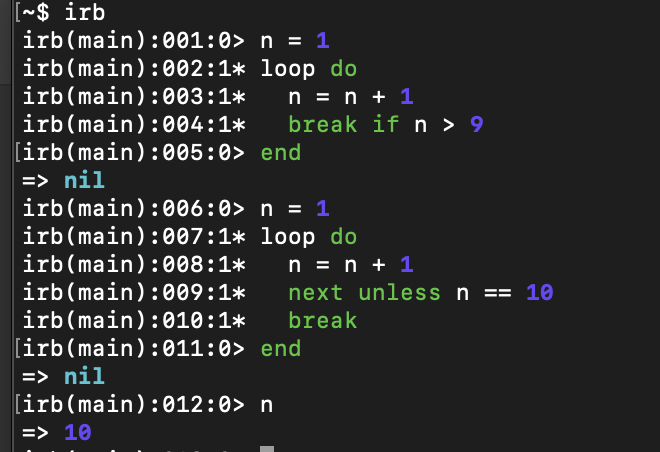 [~$ irb
irb(main):001:0> n = 1
irb(main):002:1* loop do
irb(main):003:1*   n = n + 1
irb(main):004:1*   break if n > 9
[irb(main):005:0> end
=> nil
irb(main):006:0> n = 1
irb(main):007:1* loop do
irb(main):008:1*   n = n + 1
irb(main):009:1*   next unless n == 10
irb(main):010:1*   break
[irb(main):011:0> end
=> nil
[irb(main):012:0> n
=> 10